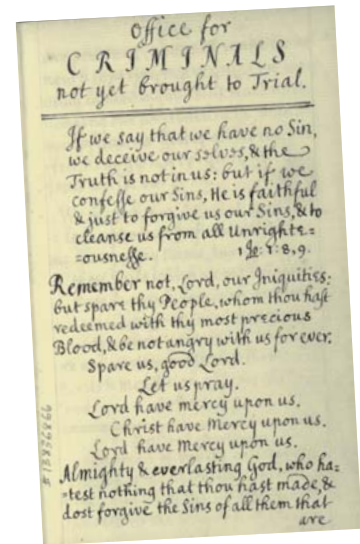 Office for
CRIMINALS
not yet brought to Trial.
If we say that we have no Sin,
we deceive our selves, & the
Truth is not in us: but if we
confesse our Sins, He is faithful
& just to forgive us our Sins, & to
cleanse us from all Unrighte=
=ousnesse. 1 Jo: 1: 8, 9.
Remember not, Lord, our Iniquities:
but spare thy People, whom thou hast
redeemed with thy most precious
Blood, & be not angry with us for ever.
Spare us, good Lord.
Let us pray.
Lord have mercy upon us.
Christ have Mercy upon us.
Lord have Mercy upon us.
Almighty & everlasting God, who ha=
=test nothing that thou hast made, &
dost forgive the Sins of all them that
are